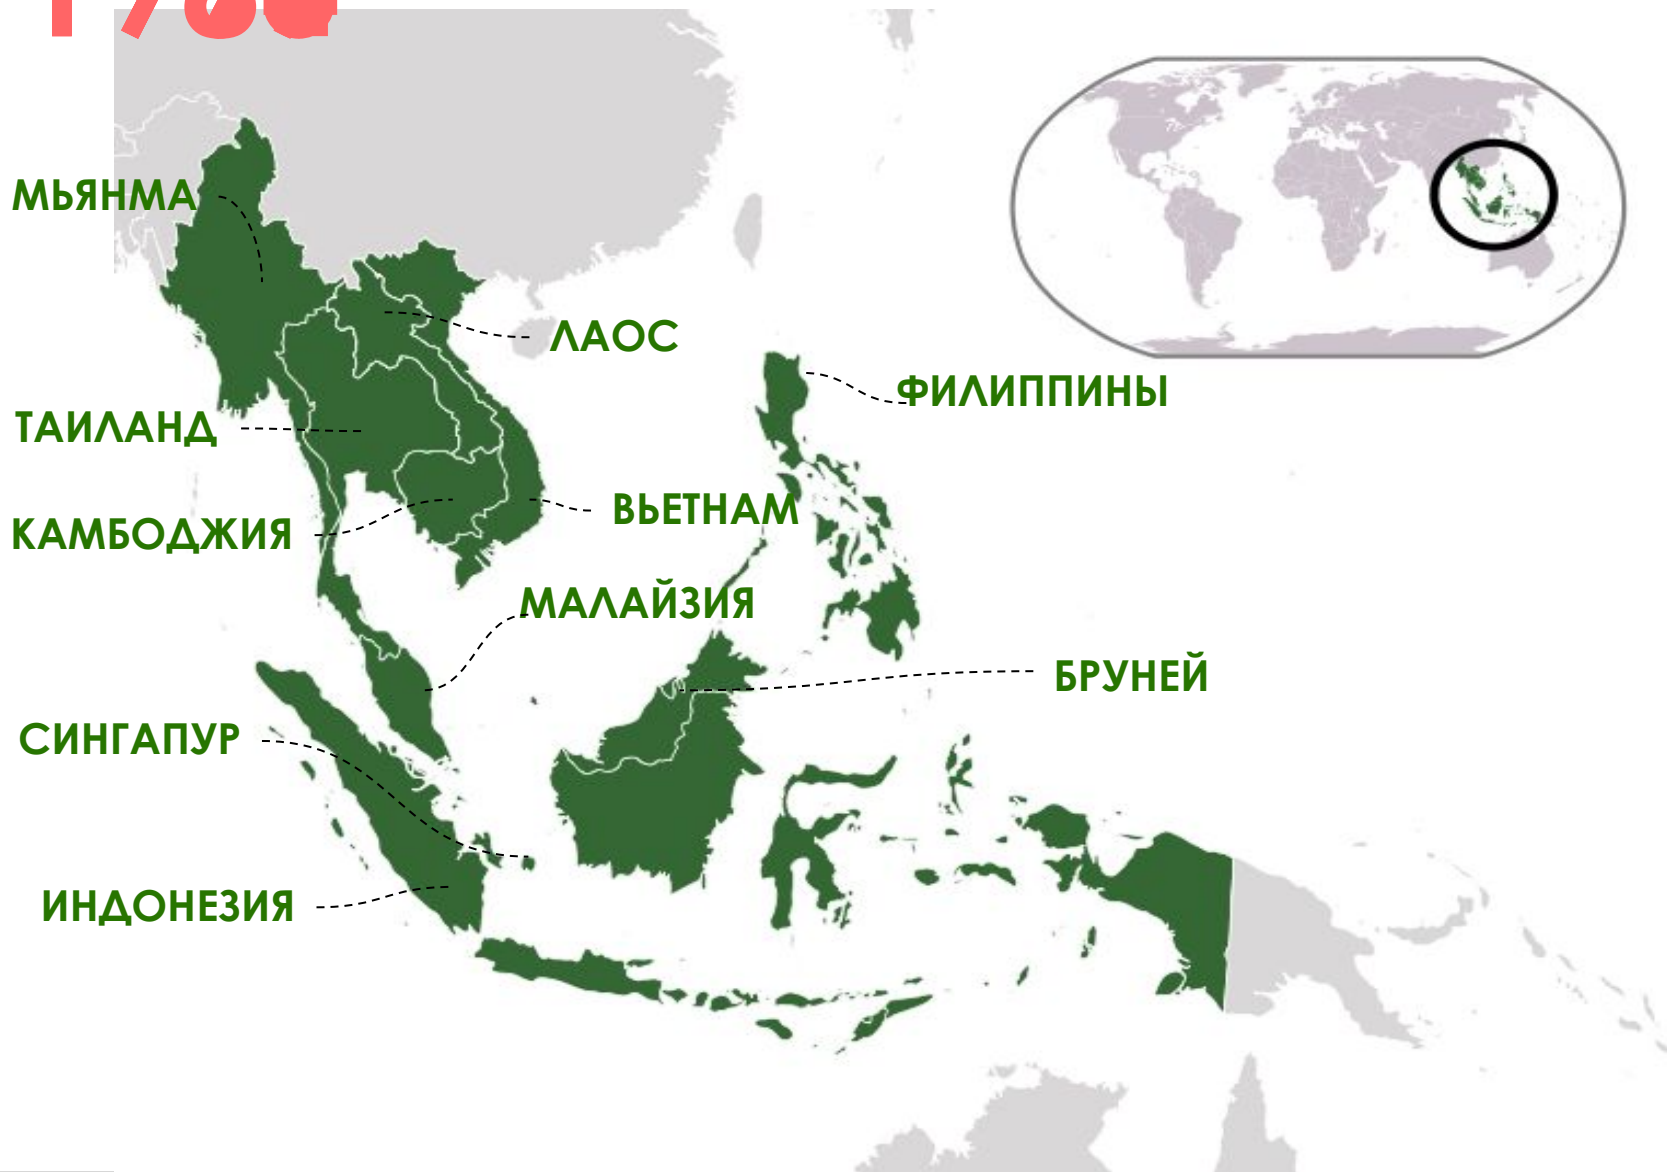 МЬЯНМА
ЛАОС
ФИЛИППИНЫ
ТАИЛАНД
ВЬЕТНАМ
КАМБОДЖИЯ
МАЛАЙЗИЯ
БРУНЕЙ
СИНГАПУР
ИНДОНЕЗИЯ